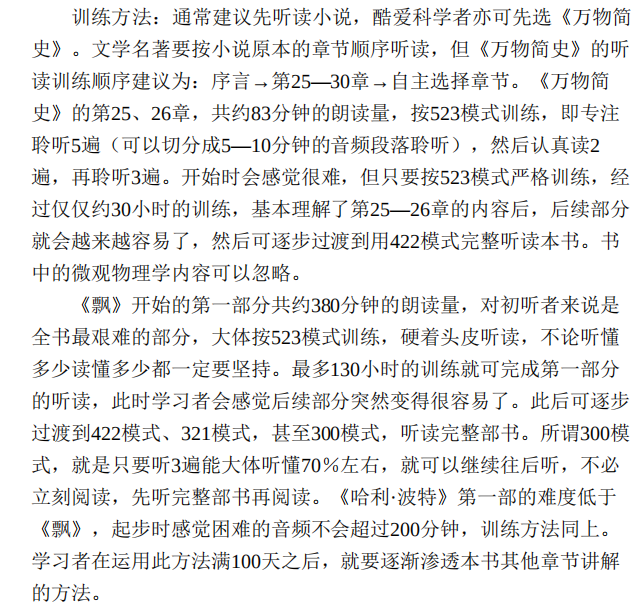 训练方法：通常建议先听读小说，酷爱科学者亦可先选《万物简
史》。文学名著要按小说原本的章节顺序听读，但《万物简史》的听
读训练顺序建议为：序言→第25—30章→自主选择章节。《万物简
史》的第25、26章，共约83分钟的朗读量，按523模式训练，即专注
聆听5遍（可以切分成5—10分钟的音频段落聆听），然后认真读2
遍，再聆听3遍。开始时会感觉很难，但只要按523模式严格训练，经
过仅仅约30小时的训练，基本理解了第25—26章的内容后，后续部分
就会越来越容易了，然后可逐步过渡到用422模式完整听读本书。书
中的微观物理学内容可以忽略。
《飘》开始的第一部分共约380分钟的朗读量，对初听者来说是
全书最艰难的部分，大体按523模式训练，硬着头皮听读，不论听懂
多少读懂多少都一定要坚持。最多130小时的训练就可完成第一部分
的听读，此时学习者会感觉后续部分突然变得很容易了。此后可逐步
过渡到422模式、321模式，甚至300模式，听读完整部书。所谓300模
式，就是只要听3遍能大体听懂70%左右，就可以继续往后听，不必
立刻阅读，先听完整部书再阅读。《哈利·波特》第一部的难度低于
《飘》，起步时感觉困难的音频不会超过200分钟，训练方法同上。
学习者在运用此方法满100天之后，就要逐渐渗透本书其他章节讲解
的方法。